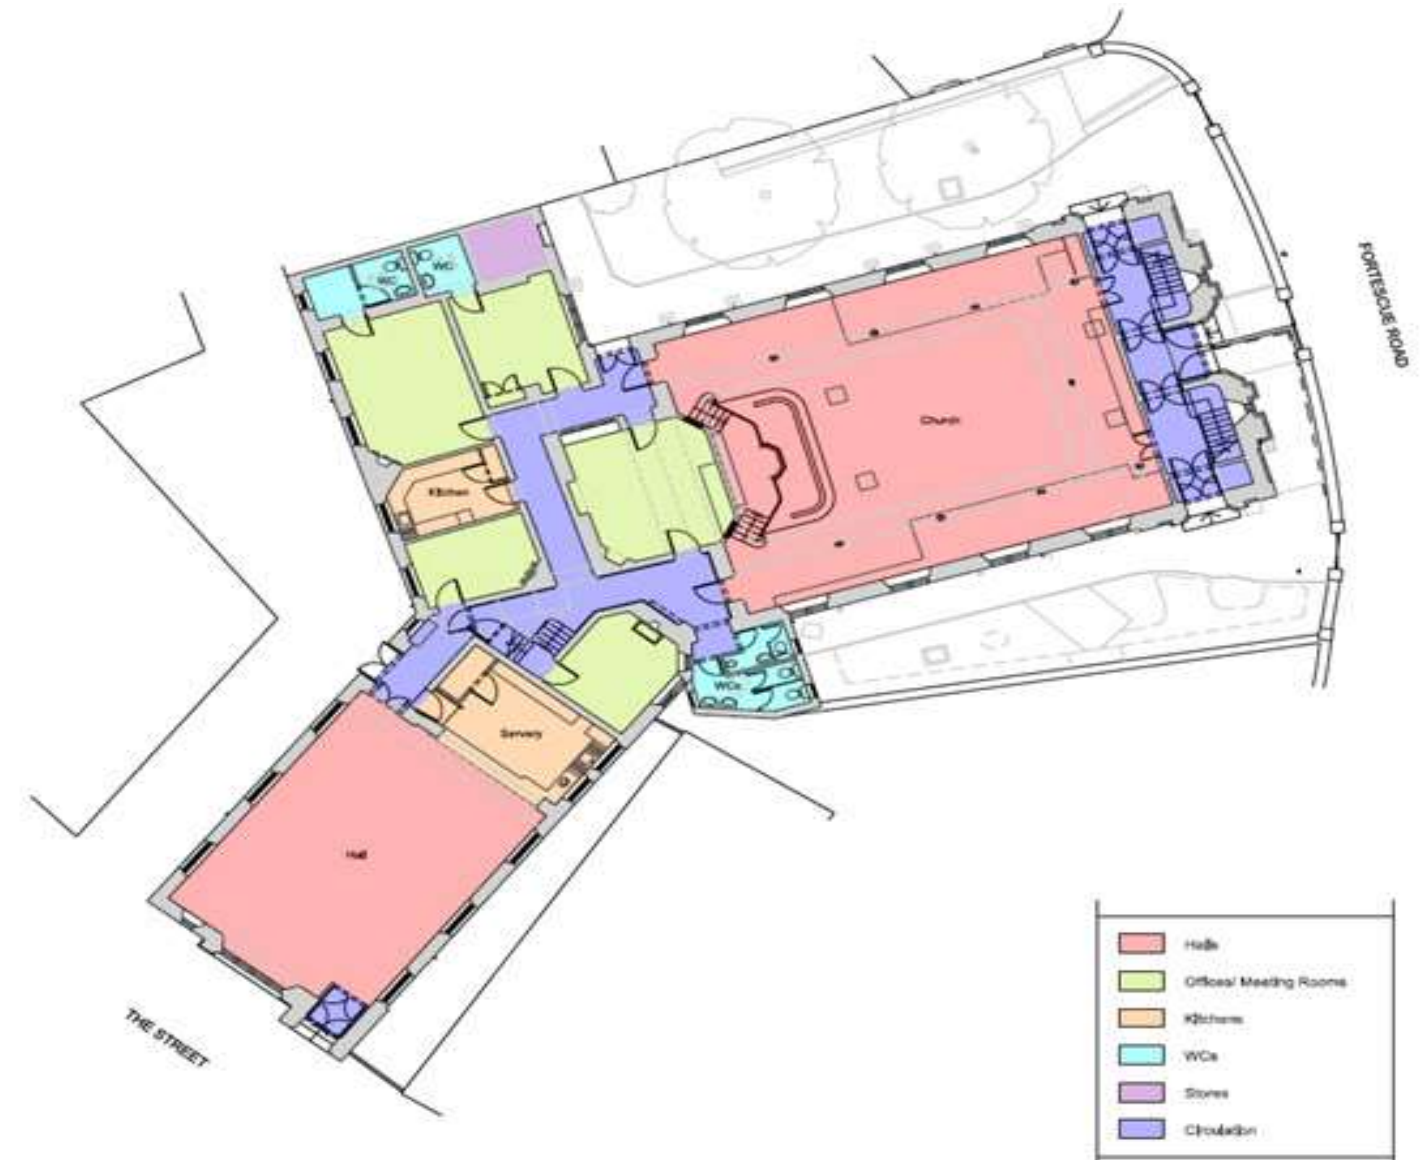 WC
WC
FORTESCUE ROAD
Church
Kitchen
WCs
Servery
Hall
THE STREET
Halls
Offices/ Meeting Rooms
Kitchens
WCs
Stores
Circulation